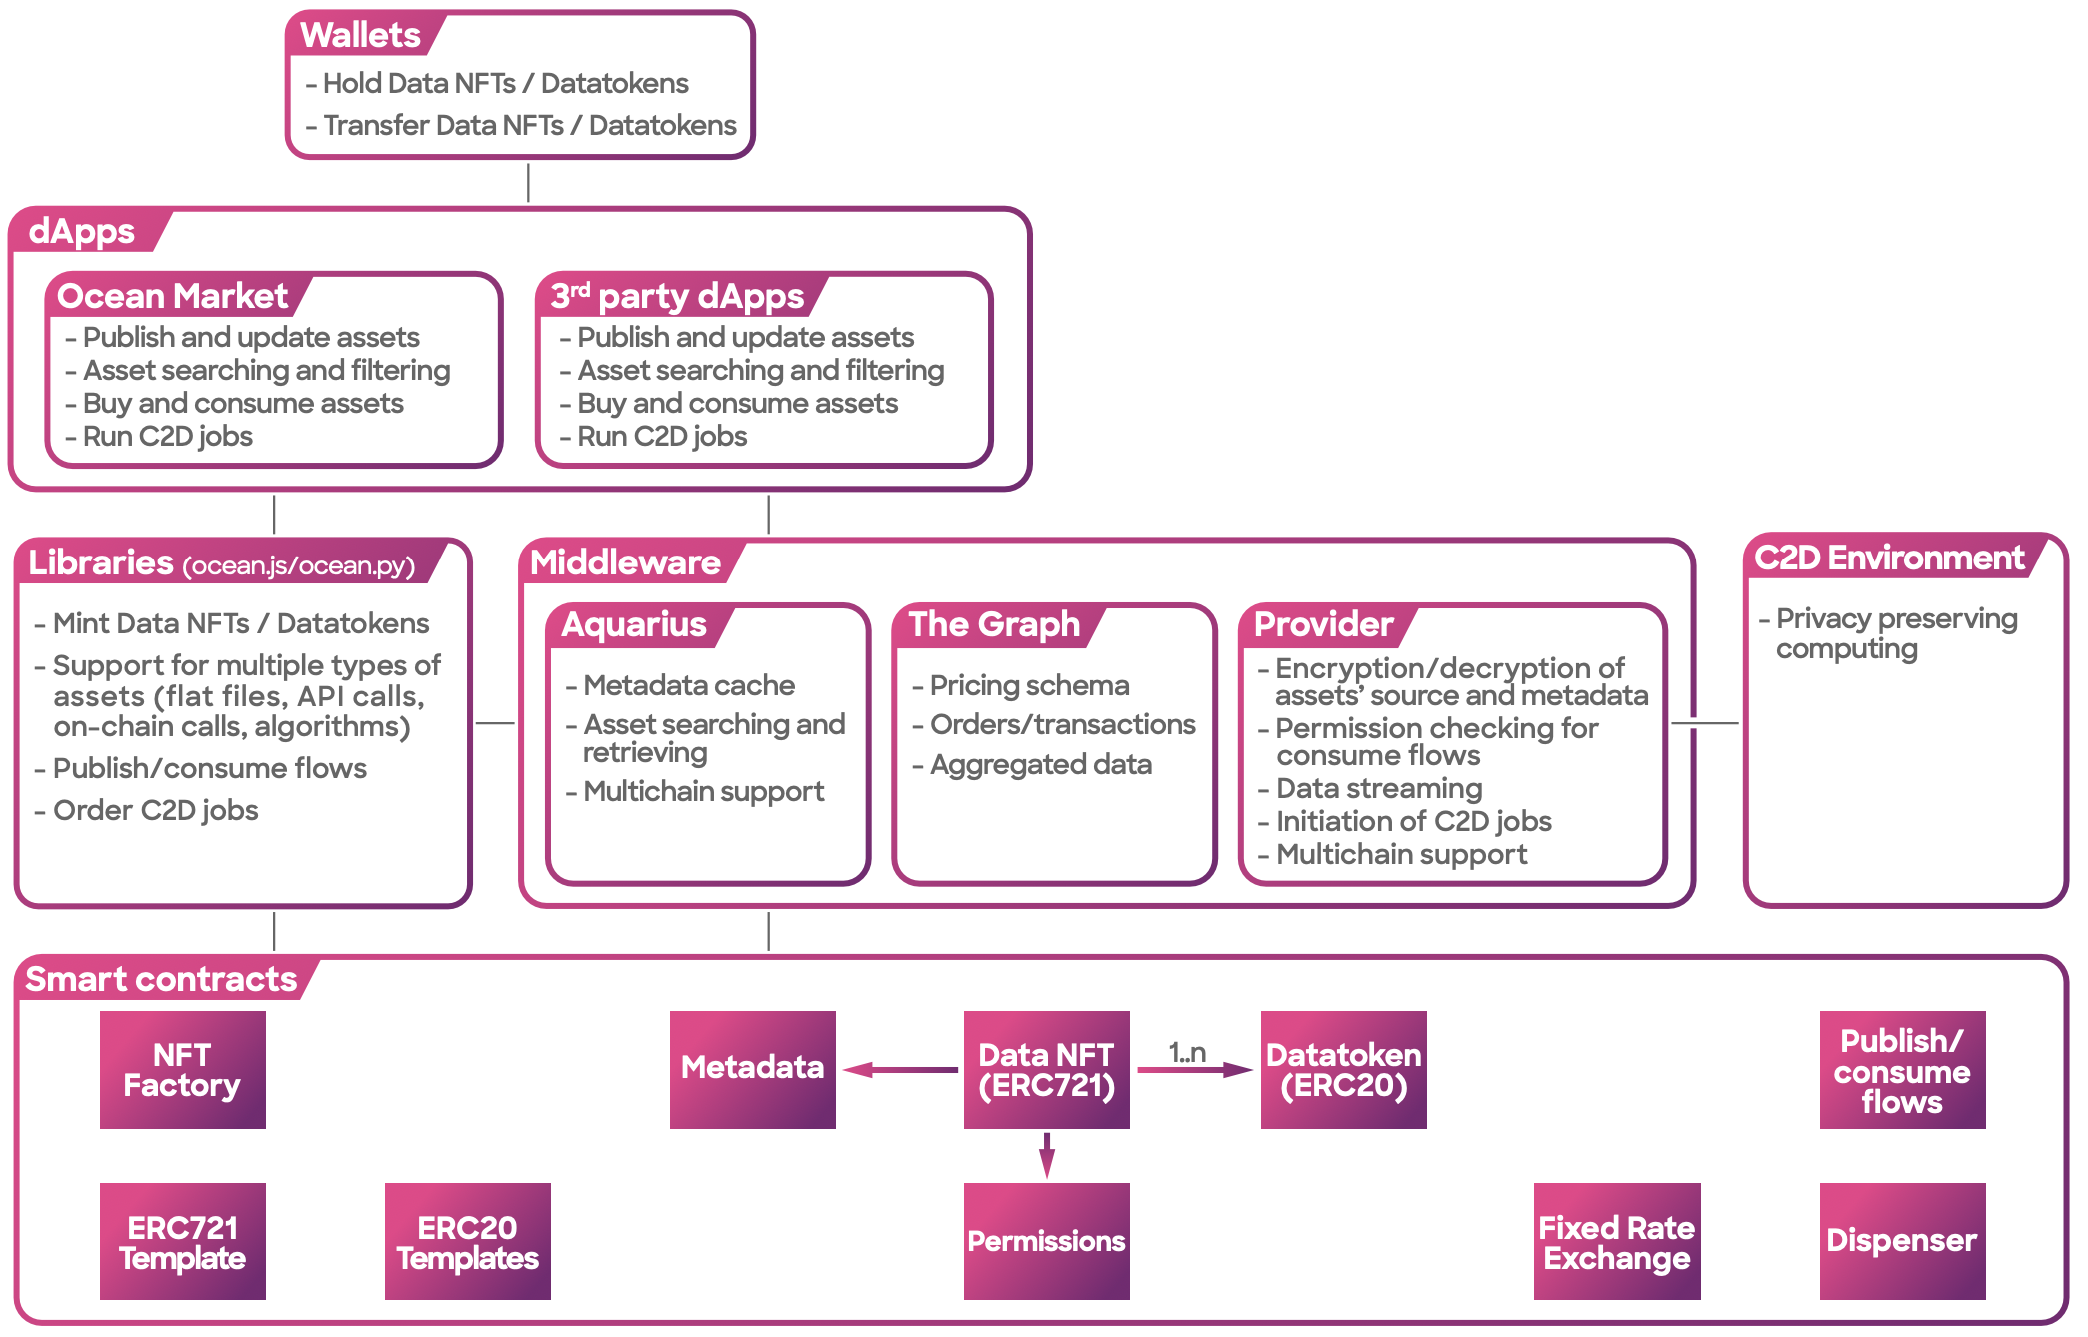 Wallets
- Hold Data NFTs / Datatokens
- Transfer Data NFTs / Datatokens
dApps
Ocean Market
- Publish and update assets
- Asset searching and filtering
- Buy and consume assets
- Run C2D jobs
3rd party dApps
- Publish and update assets
- Asset searching and filtering
- Buy and consume assets
- Run C2D jobs
Libraries (ocean.js/ocean.py)
- Mint Data NFTs / Datatokens
- Support for multiple types of
assets (flat files, API calls,
on-chain calls, algorithms)
- Publish/consume flows
- Order C2D jobs
Middleware
Aquarius
- Metadata cache
- Asset searching and
retrieving
- Multichain support
The Graph
- Pricing schema
- Orders/transactions
- Aggregated data
Provider
- Encryption/decryption of
assets’ source and metadata
- Permission checking for
consume flows
- Data streaming
- Initiation of C2D jobs
- Multichain support
C2D Environment
- Privacy preserving
computing
Smart contracts
NFT
Factory
Metadata
Data NFT
(ERC721)
1..n
Datatoken
(ERC20)
Publish/
consume
flows
ERC721
Template
ERC20
Templates
Permissions
Fixed Rate
Exchange
Dispenser